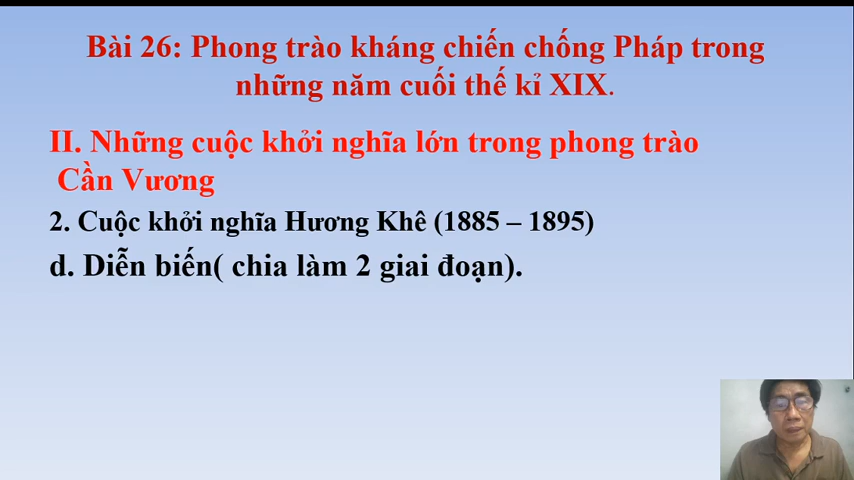 Bài 26: Phong trào kháng chiến chống Pháp trong
những năm cuối thế kỉ XIX.
II. Những cuộc khởi nghĩa lớn trong phong trào
Cần Vương
2. Cuộc khởi nghĩa Hương Khê (1885 – 1895)
d. Diễn biến( chia làm 2 giai đoạn).